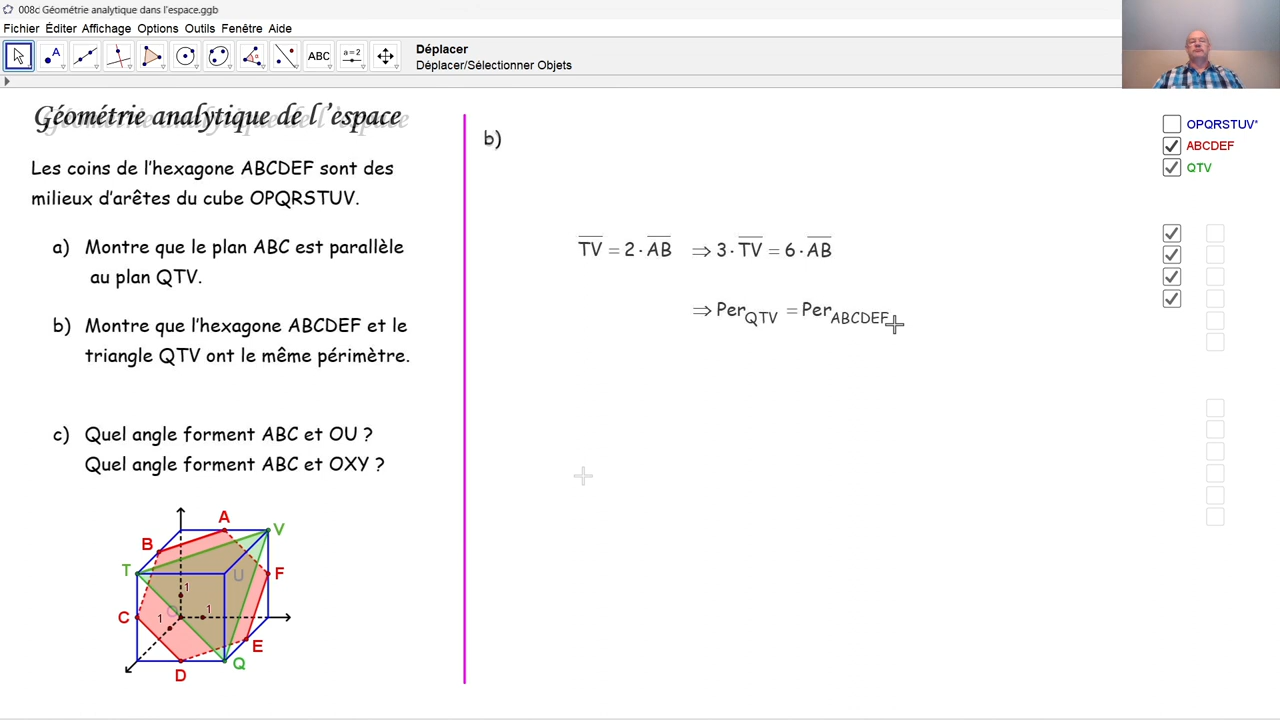 008c Géométrie analytique dans l'espace.ggb
Fichier Éditer Affichage Options Outils Fenêtre Aide
A
ABC
a=2
Déplacer
Déplacer/Sélectionner Objets
Géométrie analytique de l'espace
Les coins de l'hexagone ABCDEF sont des
milieux d'arêtes du cube OPQRSTUV.
a) Montre que le plan ABC est parallèle
au plan QTV.
b) Montre que l'hexagone ABCDEF et le
triangle QTV ont le même périmètre.
c) Quel angle forment ABC et OU ?
Quel angle forment ABC et OXY ?
A
V
B
T
U
F
1
C
O
1
1
E
Q
D
b)
TV = 2 · AB ⇒ 3 · TV = 6 · AB
⇒ Per QTV = Per ABCDEF
OPQRSTUV*
ABCDEF
QTV